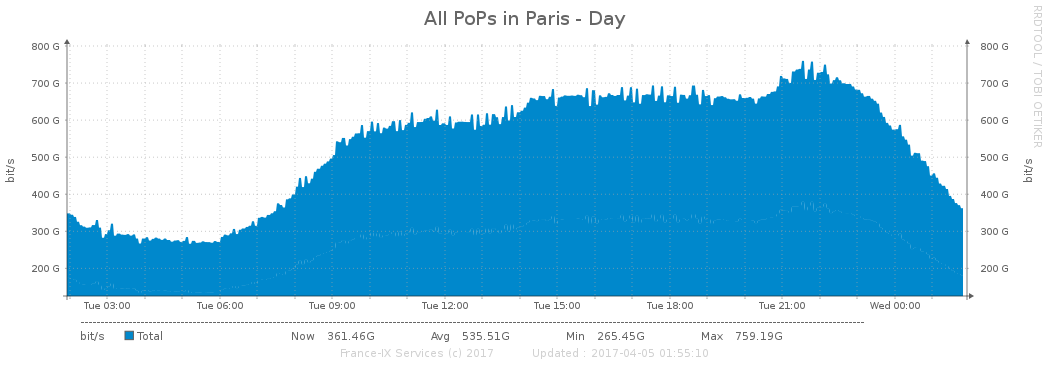 All PoPs in Paris - Day
RRDTOOL / TOBI OETIKER
800 G 800 G
700 G 700 G
600 G 600 G
500 G 500 G
400 G 400 G
300 G 300 G
200 G 200 G
bit/s
bit/s
Tue 03:00 Tue 06:00 Tue 09:00 Tue 12:00 Tue 15:00 Tue 18:00 Tue 21:00 Wed 00:00
bit/s Total Now 361.46G Avg 535.51G Min 265.45G Max 759.19G
France-IX Services (c) 2017 Updated : 2017-04-05 01:55:10